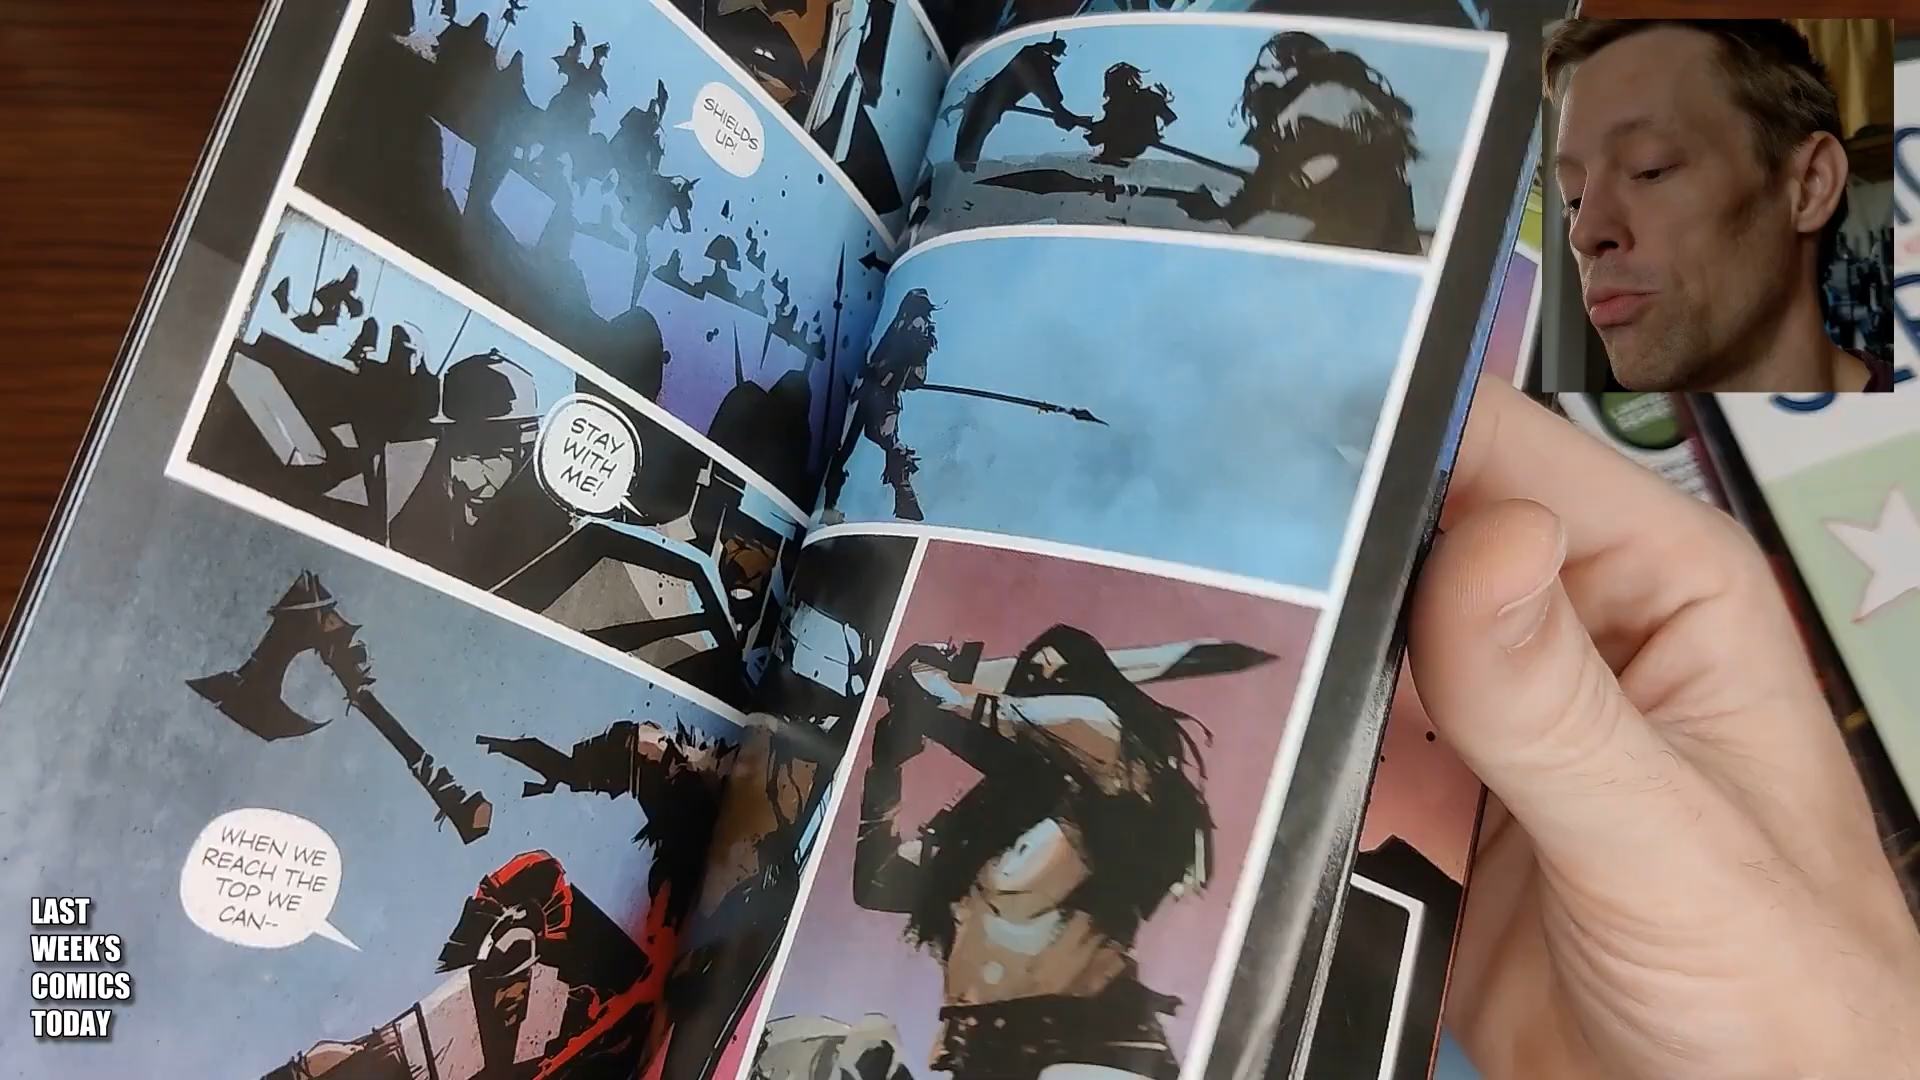 SHIELDS
UP!
STAY
WITH
ME!
WHEN WE
REACH THE
TOP WE
CAN--
LAST
WEEK'S
COMICS
TODAY